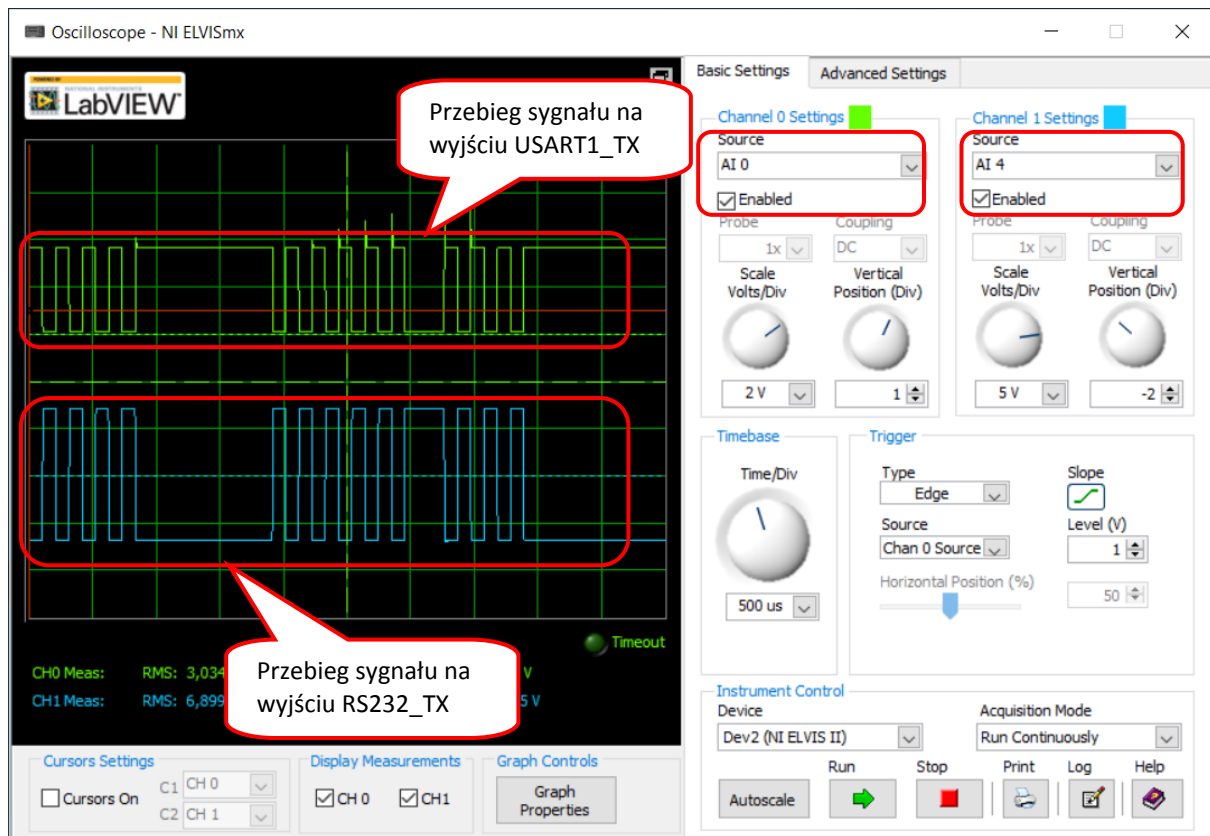 Oscilloscope - NI ELVISmx
POWERED BY
NATIONAL INSTRUMENTS
LabVIEW™
Przebieg sygnału na
wyjściu USART1_TX
Przebieg sygnału na
wyjściu RS232_TX
Timeout
CH0 Meas: RMS: 3,034 V
CH1 Meas: RMS: 6,899 5 V
Cursors Settings
Cursors On
C1 CH 0
C2 CH 1
Display Measurements
CH 0 CH1
Graph Controls
Graph
Properties
Basic Settings Advanced Settings
Channel 0 Settings
Source
AI 0
Enabled
Probe Coupling
1x DC
Scale Vertical
Volts/Div Position (Div)
2 V 1
Channel 1 Settings
Source
AI 4
Enabled
Probe Coupling
1x DC
Scale Vertical
Volts/Div Position (Div)
5 V -2
Timebase
Time/Div
500 us
Trigger
Type Slope
Edge
Source Level (V)
Chan 0 Source 1
Horizontal Position (%)
50
Instrument Control
Device Acquisition Mode
Dev2 (NI ELVIS II) Run Continuously
Run Stop Print Log Help
Autoscale